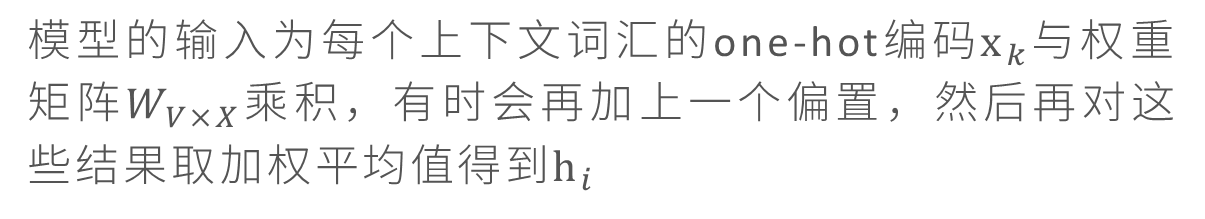 模型的输入为每个上下文词汇的one-hot编码x_k与权重
矩阵W_{V×X}乘积，有时会再加上一个偏置，然后再对这
些结果取加权平均值得到h_i